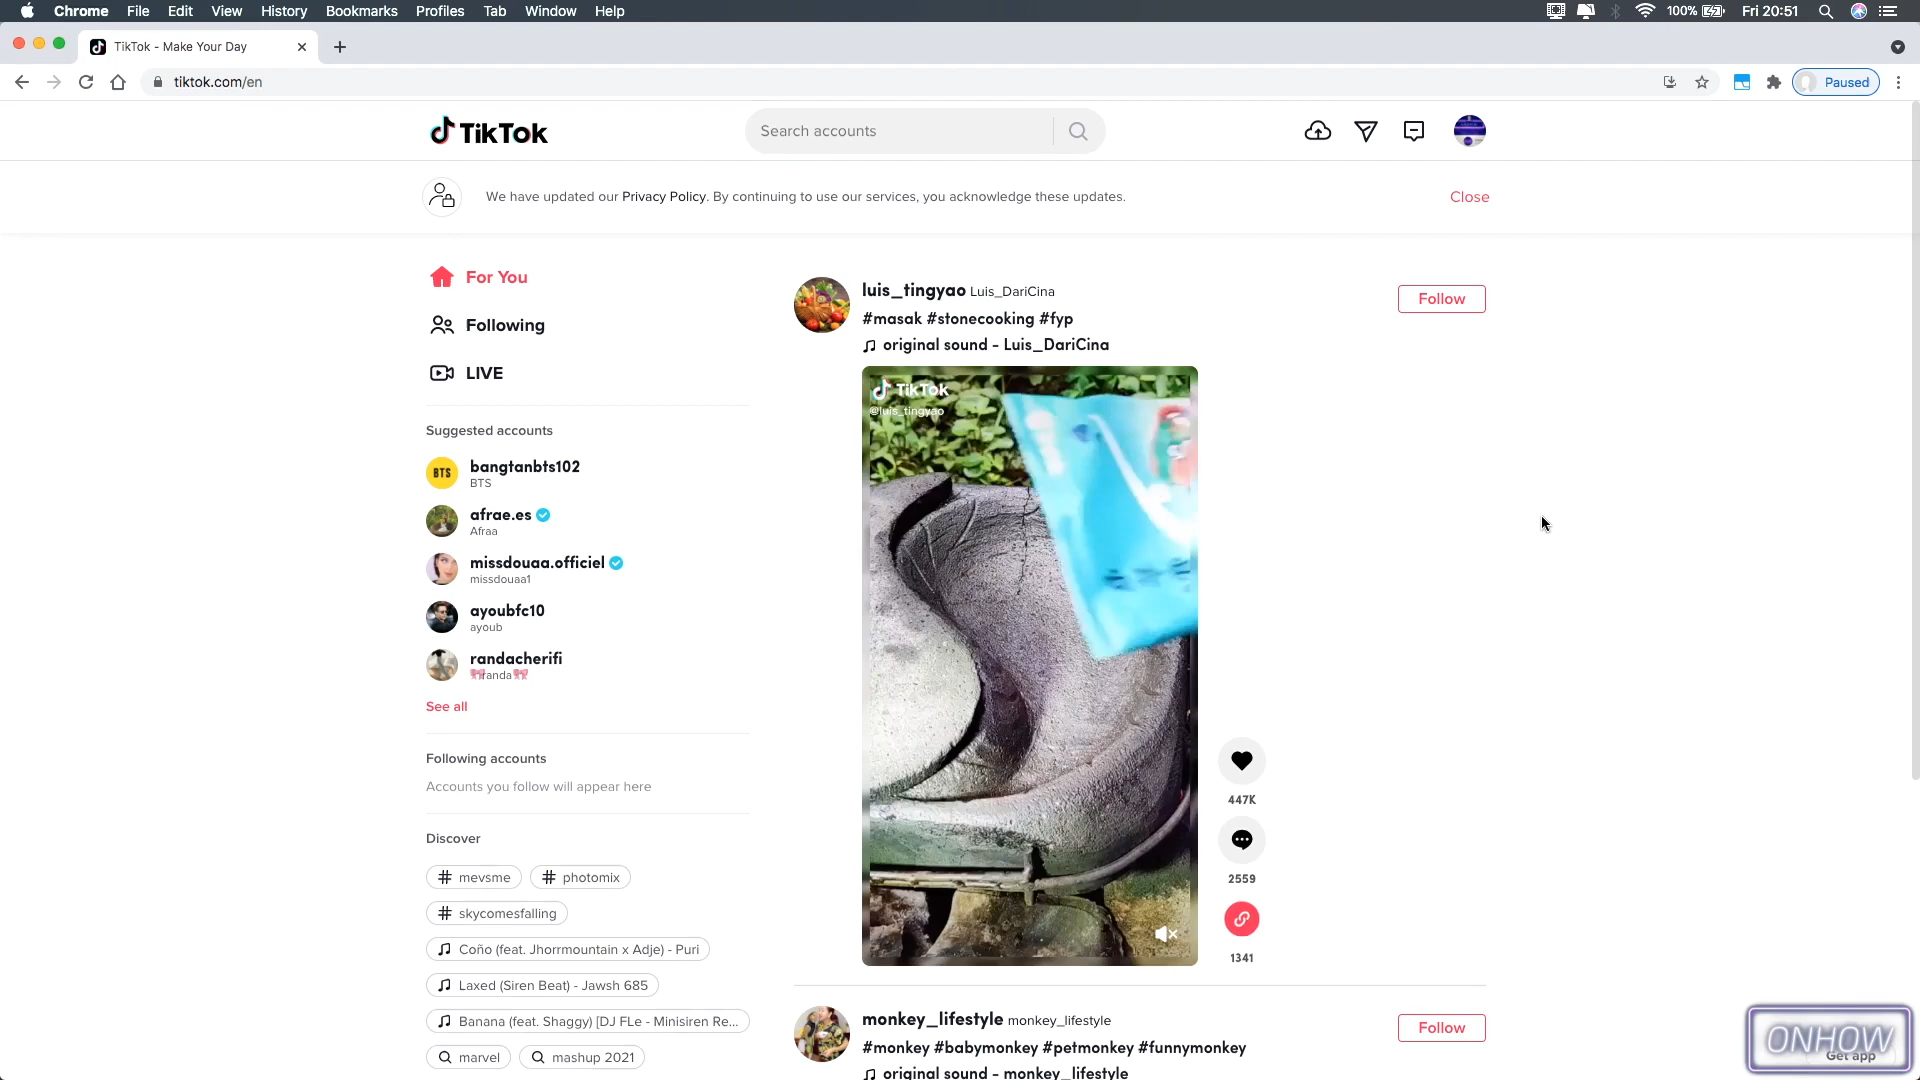 Chrome File Edit View History Bookmarks Profiles Tab Window Help
100% Fri 20:51
TikTok - Make Your Day
tiktok.com/en
Paused
TikTok
Search accounts
We have updated our Privacy Policy. By continuing to use our services, you acknowledge these updates.
Close
For You
Following
LIVE
Suggested accounts
BTS
bangtanbts102
BTS
afrae.es
Afraa
missdouaa.officiel
missdouaa1
ayoubfc10
ayoub
randacherifi
🎀randa🎀
See all
Following accounts
Accounts you follow will appear here
Discover
# mevsme
# photomix
# skycomesfalling
Coño (feat. Jhorrmountain x Adje) - Puri
Laxed (Siren Beat) - Jawsh 685
Banana (feat. Shaggy) [DJ FLe - Minisiren Re...
marvel
mashup 2021
luis_tingyao Luis_DariCina
Follow
#masak #stonecooking #fyp
original sound - Luis_DariCina
TikTok
@luis_tingyao
447K
2559
1341
monkey_lifestyle monkey_lifestyle
Follow
#monkey #babymonkey #petmonkey #funnymonkey
original sound - monkey_lifestyle
ONHOW
Get app